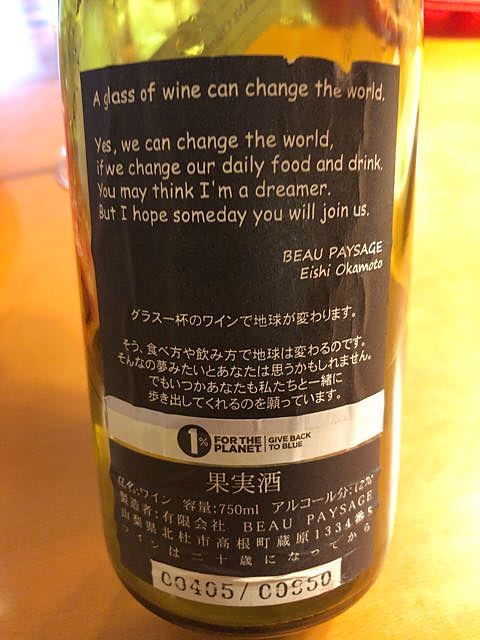 A glass of wine can change the world,
Yes, we can change the world,
if we change our daily food and drink.
You may think I'm a dreamer.
But I hope someday you will join us.
BEAU PAYSAGE
Eishi Okamoto
グラス一杯のワインで地球が変わります。
そう、食べ方や飲み方で地球は変わるのです。
そんなの夢みたいとあなたは思うかもしれません。
でもいつかあなたも私たちと一緒に
歩き出してくれるのを願っています。
1% FOR THE PLANET. GIVE BACK TO BLUE
果実酒
品名:ワイン 容量:750ml アルコール分:12%
製造者:有限会社 BEAU PAYSAGE
山梨県北杜市高根町蔵原1334番5
ワインは二十歳になってから
00405/00850